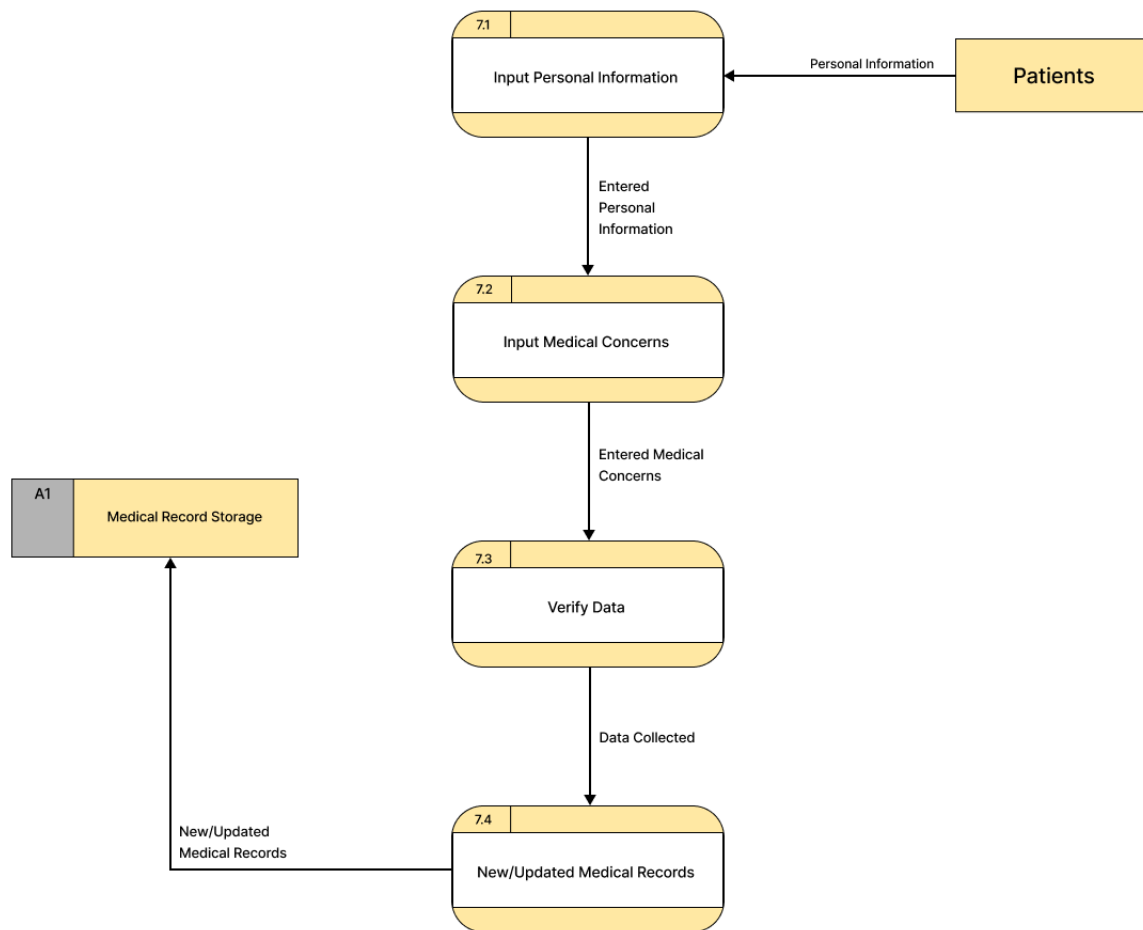 7.1
Input Personal Information
Personal Information
Patients
Entered
Personal
Information
7.2
Input Medical Concerns
Entered Medical
Concerns
A1
Medical Record Storage
7.3
Verify Data
Data Collected
7.4
New/Updated Medical Records
New/Updated
Medical Records